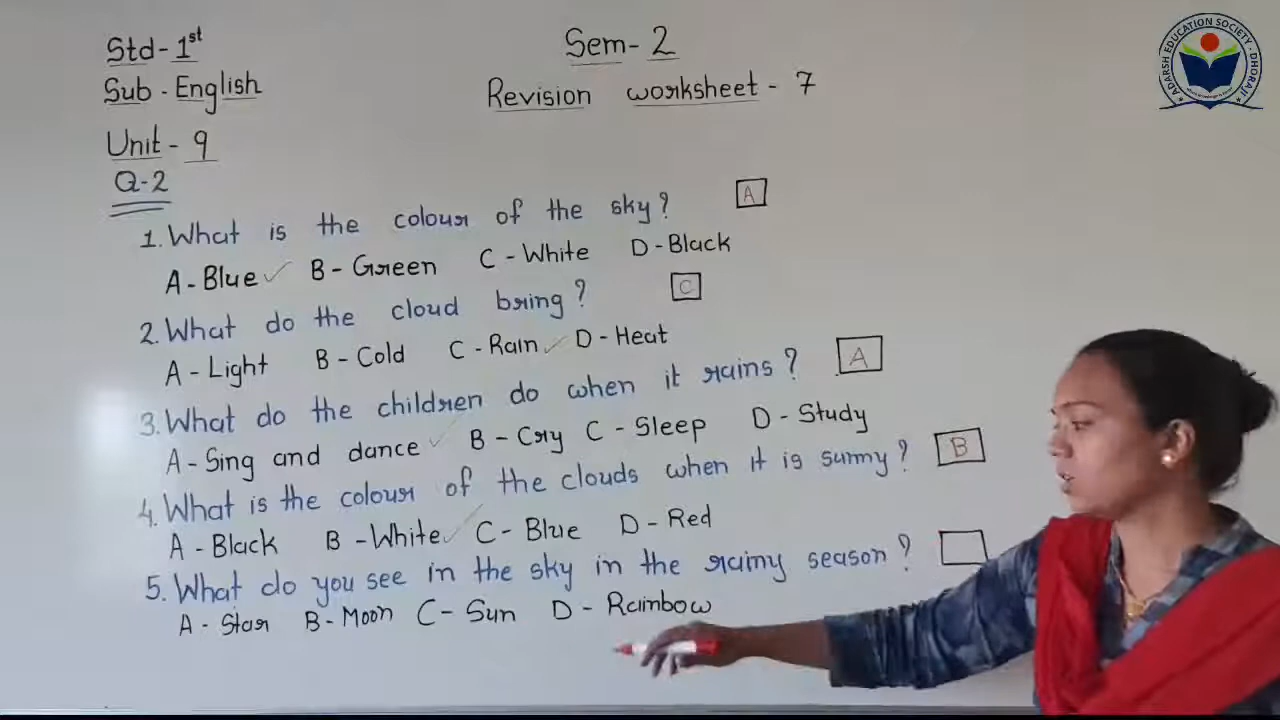 Std - 1st
Sub - English
Unit - 9
Q-2
Sem - 2
Revision worksheet - 7
1. What is the colour of the sky? A
A - Blue ✓ B - Green C - White D - Black
2. What do the cloud bring? C
A - Light B - Cold C - Rain ✓ D - Heat
3. What do the children do when it rains? A
A - Sing and dance ✓ B - Cry C - Sleep D - Study
4. What is the colour of the clouds when it is sunny? B
A - Black B - White ✓ C - Blue D - Red
5. What do you see in the sky in the rainy season?
A - Star B - Moon C - Sun D - Rainbow
ADARSH EDUCATION SOCIETY - DHORAJI